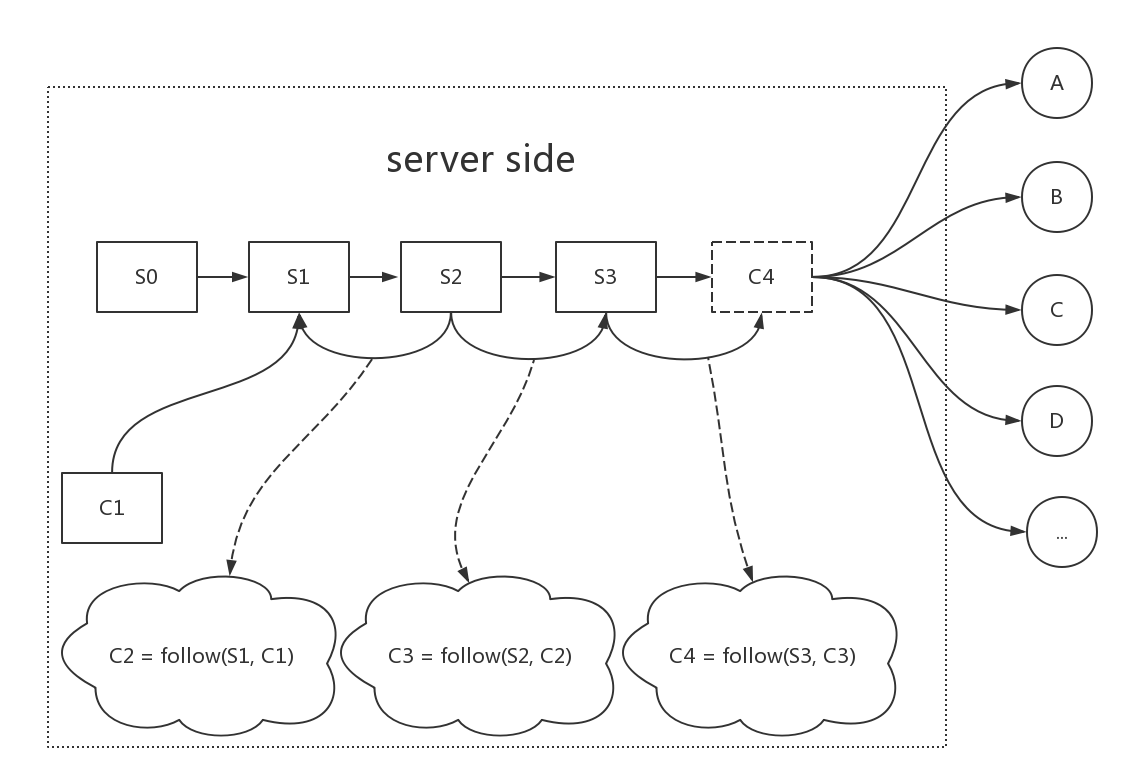 A
server side
B
S0
S1
S2
S3
C4
C
D
C1
...
C2 = follow(S1, C1)
C3 = follow(S2, C2)
C4 = follow(S3, C3)